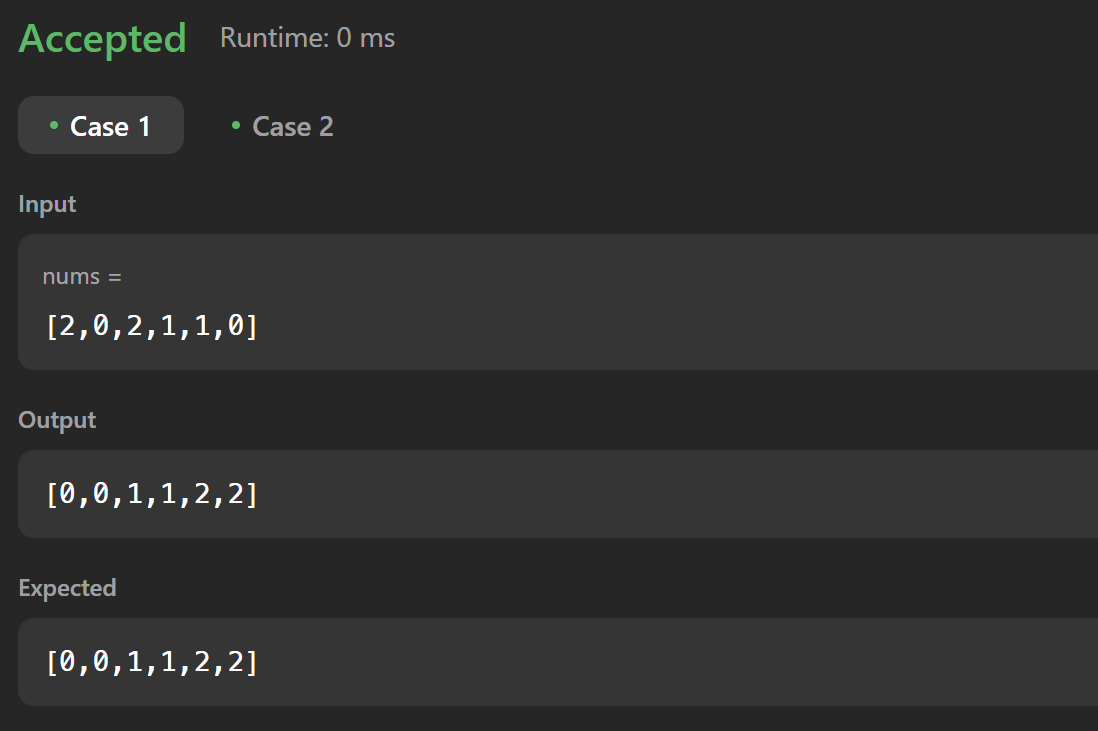 Accepted Runtime: 0 ms
Case 1 Case 2
Input
nums =
[2,0,2,1,1,0]
Output
[0,0,1,1,2,2]
Expected
[0,0,1,1,2,2]